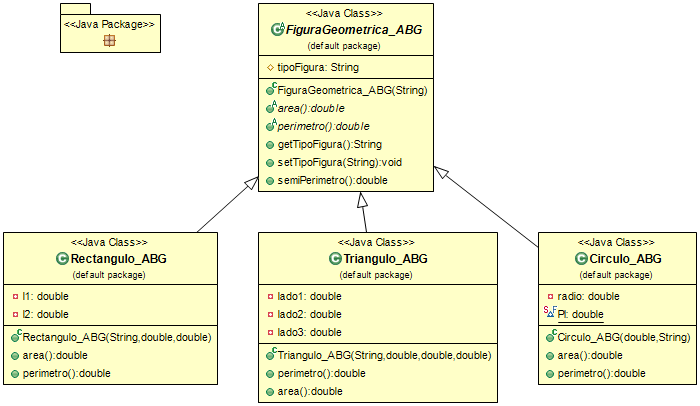 <<Java Package>>
<<Java Class>>
FiguraGeometrica_ABG
(default package)
tipoFigura: String
FiguraGeometrica_ABG(String)
area():double
perimetro():double
getTipoFigura():String
setTipoFigura(String):void
semiPerimetro():double
<<Java Class>>
Rectangulo_ABG
(default package)
l1: double
l2: double
Rectangulo_ABG(String,double,double)
area():double
perimetro():double
<<Java Class>>
Triangulo_ABG
(default package)
lado1: double
lado2: double
lado3: double
Triangulo_ABG(String,double,double,double)
perimetro():double
area():double
<<Java Class>>
Circulo_ABG
(default package)
radio: double
PI: double
Circulo_ABG(double,String)
area():double
perimetro():double